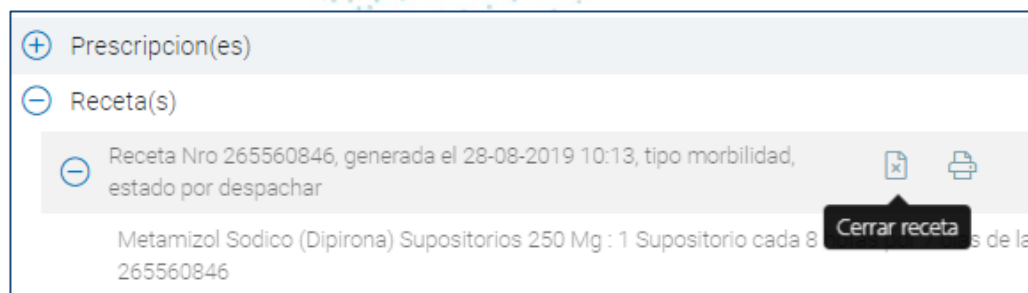 Prescripcion(es)
Receta(s)
Receta Nro 265560846, generada el 28-08-2019 10:13, tipo morbilidad,
estado por despachar
Cerrar receta
Metamizol Sodico (Dipirona) Supositorios 250 Mg : 1 Supositorio cada 8 de la
265560846